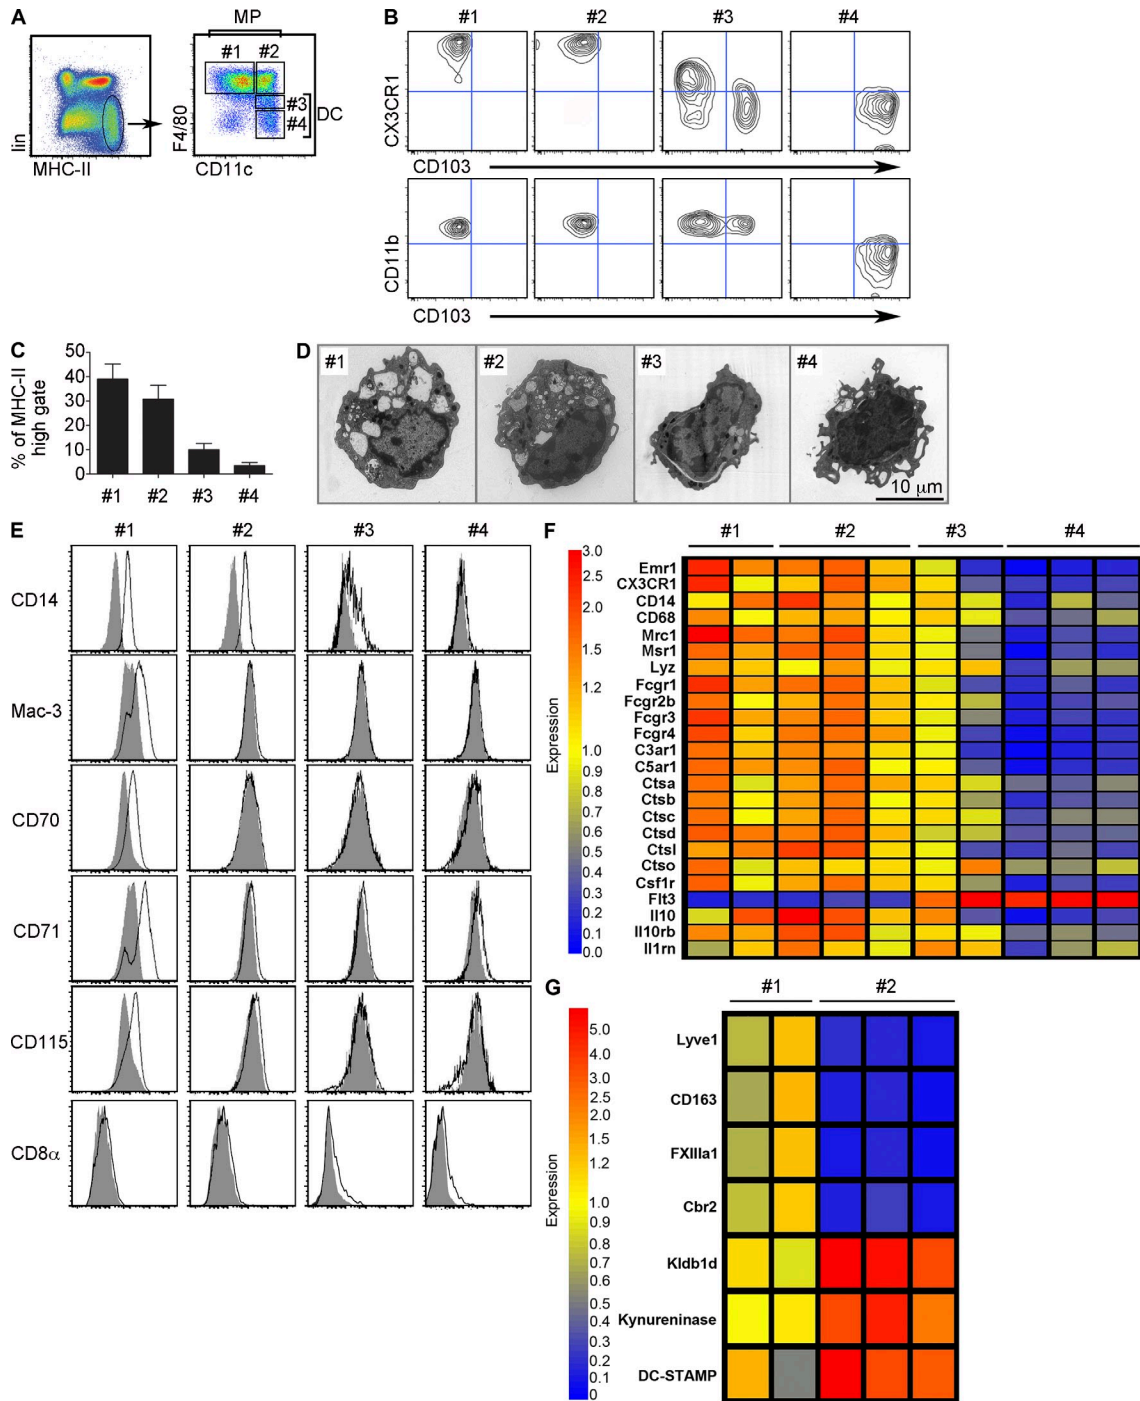 A
MP
#1 #2
#3
#4
DC
lin
MHC-II
F4/80
CD11c
B
#1 #2 #3 #4
CX3CR1
CD103
CD11b
CD103
C
% of MHC-II
high gate
50
40
30
20
10
0
#1 #2 #3 #4
D
#1 #2 #3 #4
10 μm
E
#1 #2 #3 #4
CD14
Mac-3
CD70
CD71
CD115
CD8α
F
#1 #2 #3 #4
Expression
3.0
2.5
2.0
1.5
1.2
1.0
0.9
0.8
0.7
0.6
0.5
0.4
0.3
0.2
0.1
0.0
Emr1
CX3CR1
CD14
CD68
Mrc1
Msr1
Lyz
Fcgr1
Fcgr2b
Fcgr3
Fcgr4
C3ar1
C5ar1
Ctsa
Ctsb
Ctsc
Ctsd
Ctsl
Ctso
Csf1r
Flt3
Il10
Il10rb
Il1rn
G
#1 #2
Expression
5.0
4.0
3.0
2.0
1.5
1.2
1.0
0.9
0.8
0.7
0.6
0.5
0.4
0.3
0.2
0.1
0
Lyve1
CD163
FXIIIa1
Cbr2
Kldb1d
Kynureninase
DC-STAMP